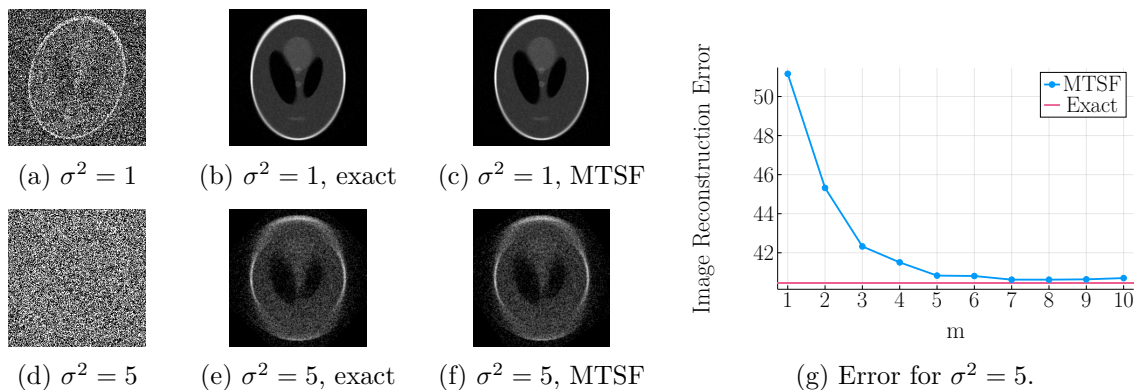 (a) σ² = 1
(b) σ² = 1, exact
(c) σ² = 1, MTSF
(d) σ² = 5
(e) σ² = 5, exact
(f) σ² = 5, MTSF
Image Reconstruction Error
50
48
46
44
42
MTSF
Exact
1 2 3 4 5 6 7 8 9 10
m
(g) Error for σ² = 5.